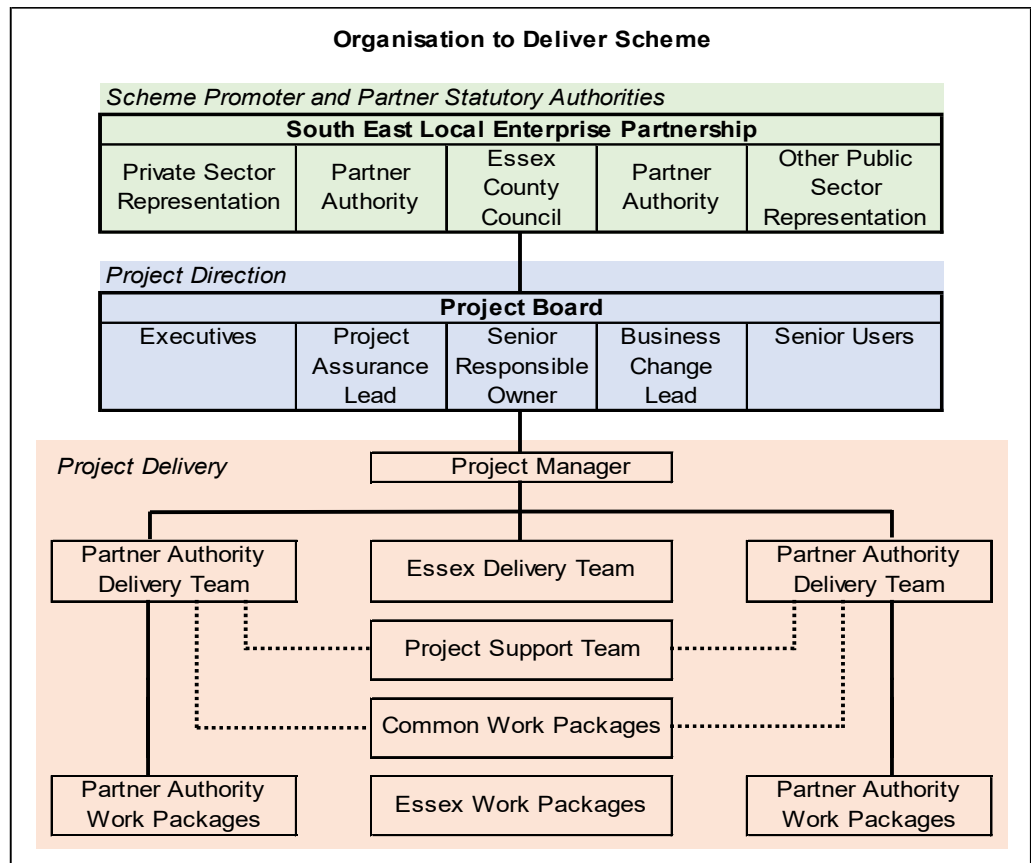 Organisation to Deliver Scheme
Scheme Promoter and Partner Statutory Authorities
South East Local Enterprise Partnership
Private Sector
Representation
Partner
Authority
Essex
County
Council
Partner
Authority
Other Public
Sector
Representation
Project Direction
Project Board
Executives
Project
Assurance
Lead
Senior
Responsible
Owner
Business
Change
Lead
Senior Users
Project Delivery
Project Manager
Partner Authority
Delivery Team
Essex Delivery Team
Partner Authority
Delivery Team
Project Support Team
Common Work Packages
Partner Authority
Work Packages
Essex Work Packages
Partner Authority
Work Packages